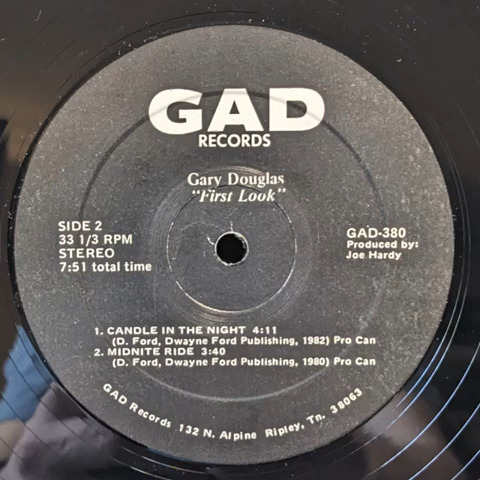 GAD
RECORDS
Gary Douglas
"First Look"
SIDE 2
33 1/3 RPM
STEREO
7:51 total time
GAD-380
Produced by:
Joe Hardy
1. CANDLE IN THE NIGHT 4:11
(D. Ford, Dwayne Ford Publishing, 1982) Pro Can
2. MIDNITE RIDE 3:40
(D. Ford, Dwayne Ford Publishing, 1980) Pro Can
GAD Records 132 N. Alpine Ripley, Tn. 38063